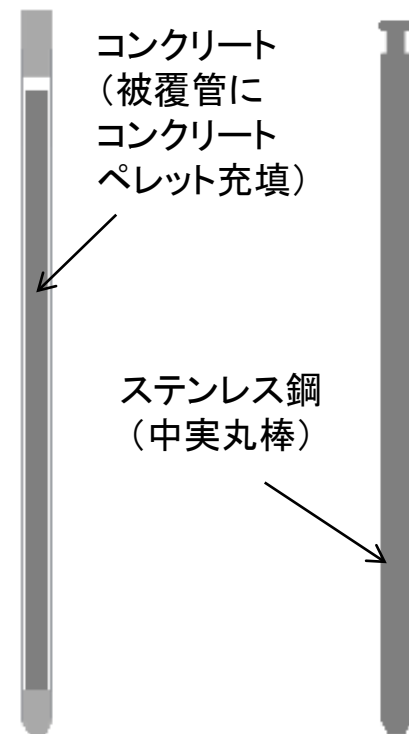 コンクリート
（被覆管に
コンクリート
ペレット充填）
ステンレス鋼
（中実丸棒）